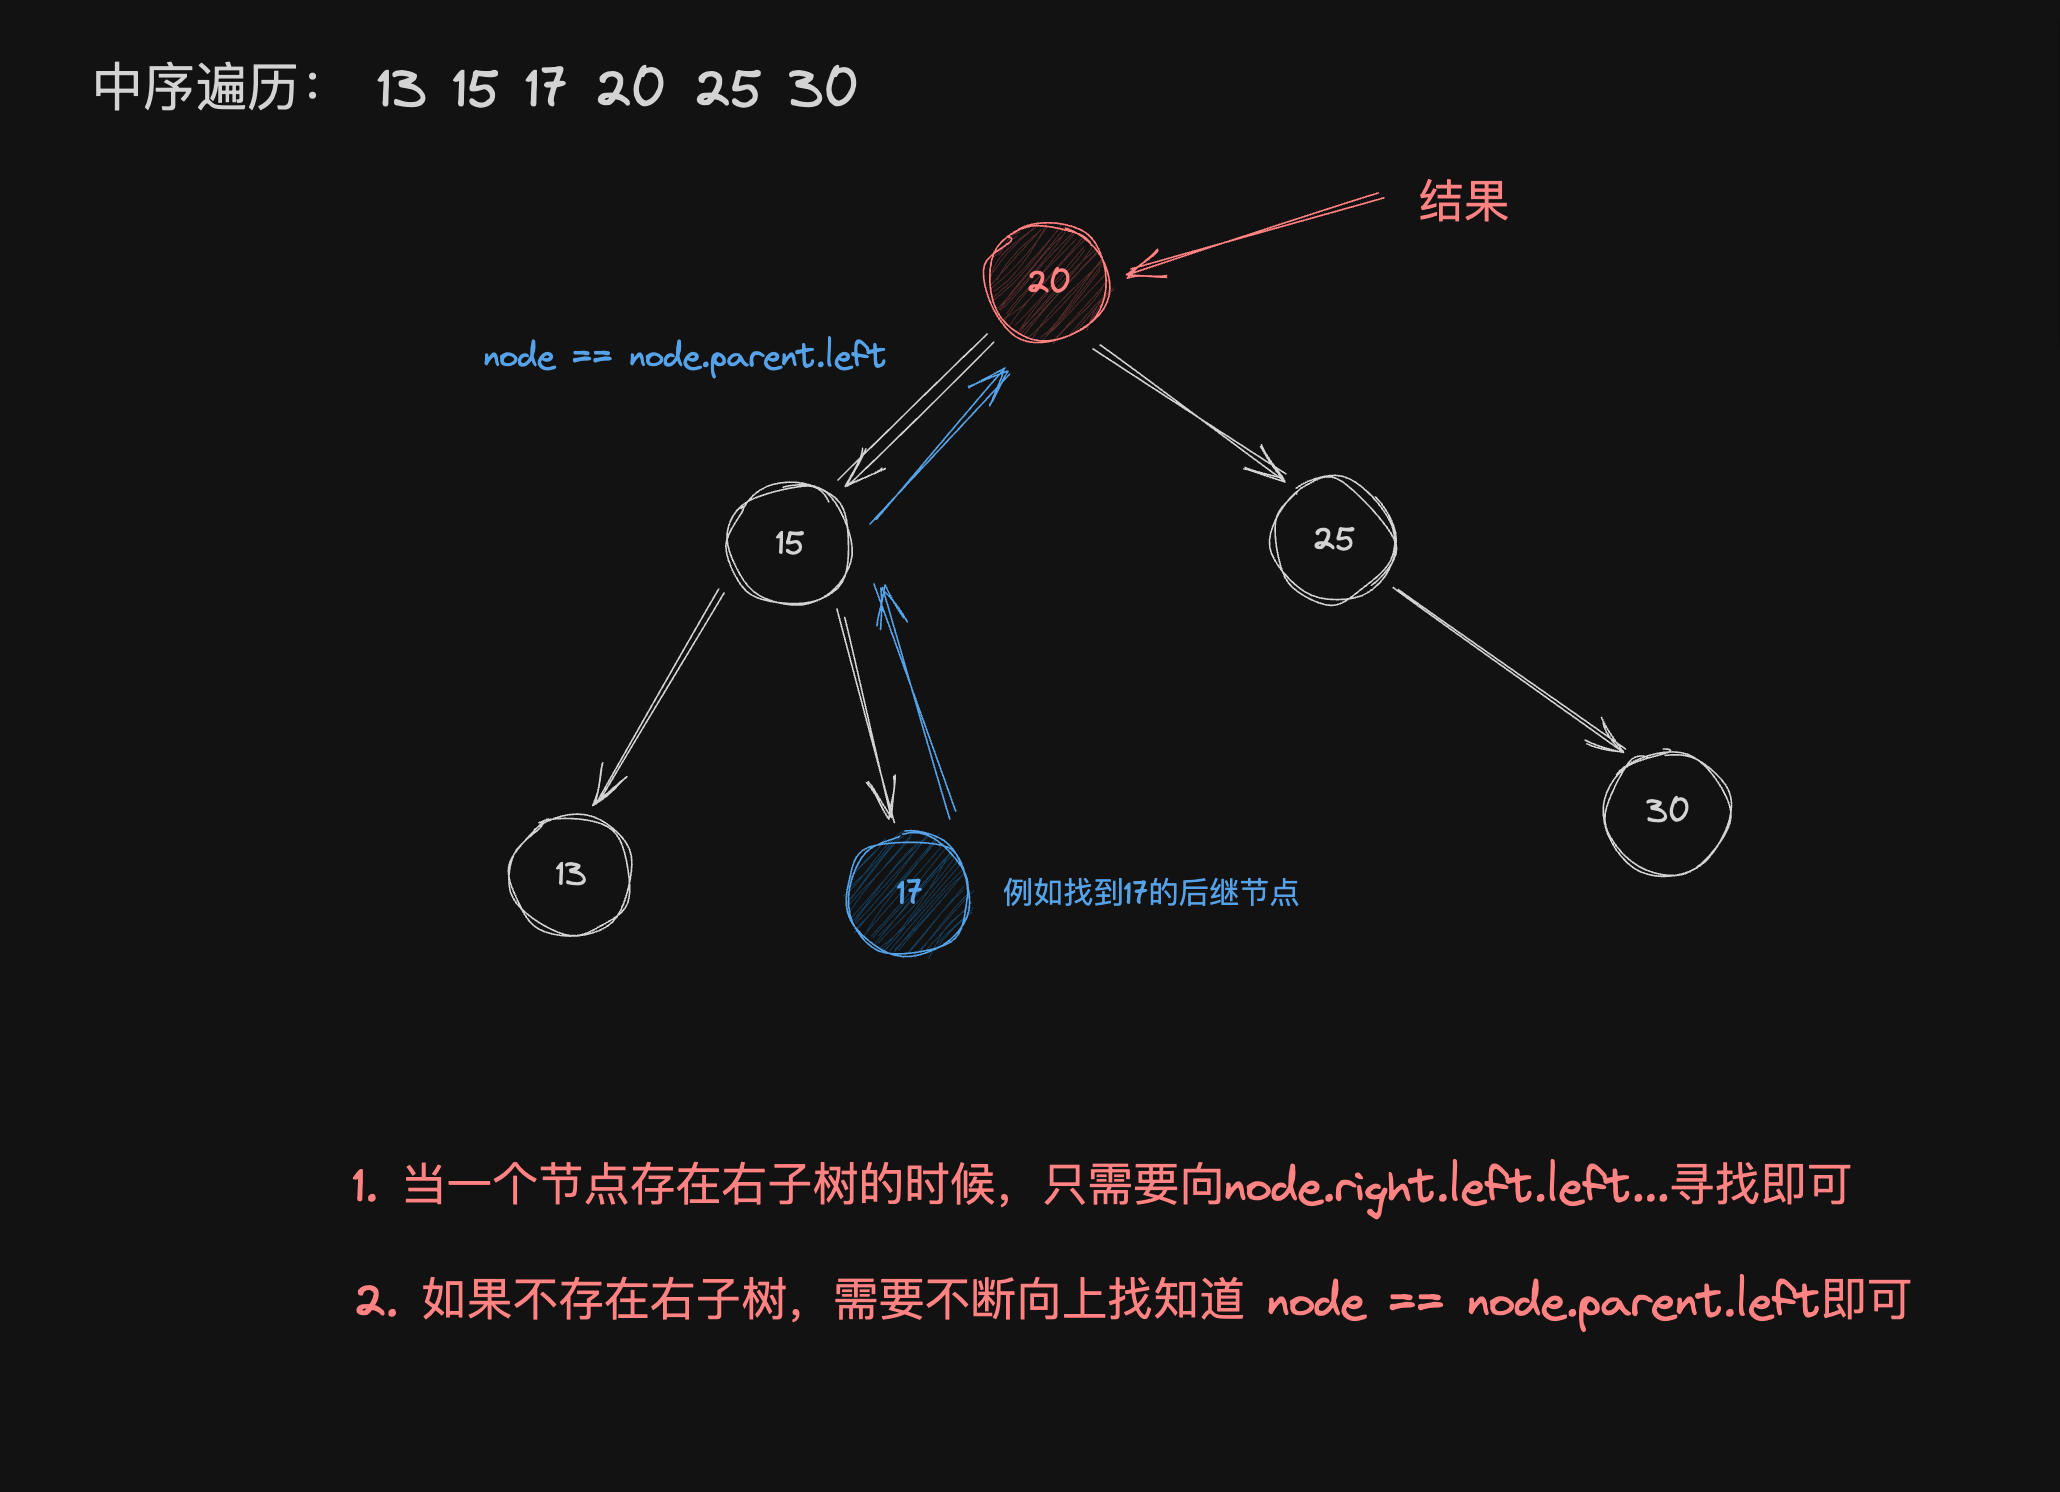 中序遍历： 13 15 17 20 25 30
结果
20
node == node.parent.left
15
25
13
17
例如找到17的后继节点
30
1. 当一个节点存在右子树的时候，只需要向node.right.left.left...寻找即可
2. 如果不存在右子树，需要不断向上找知道 node == node.parent.left即可